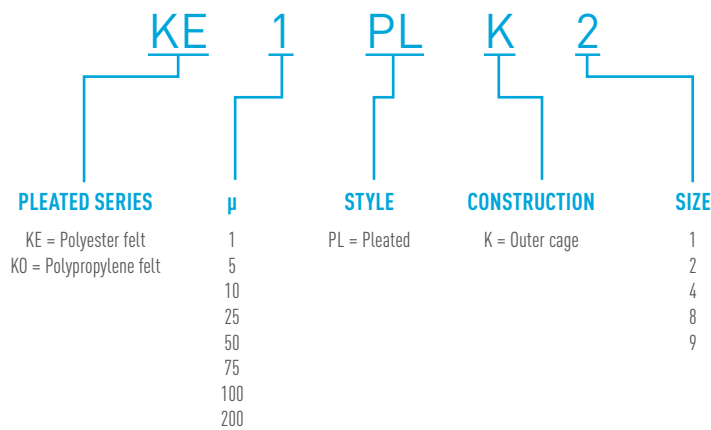 KE 1 PL K 2
PLEATED SERIES µ STYLE CONSTRUCTION SIZE
KE = Polyester felt 1 PL = Pleated K = Outer cage 1
KO = Polypropylene felt 5 2
10 4
25 8
50 9
75
100
200